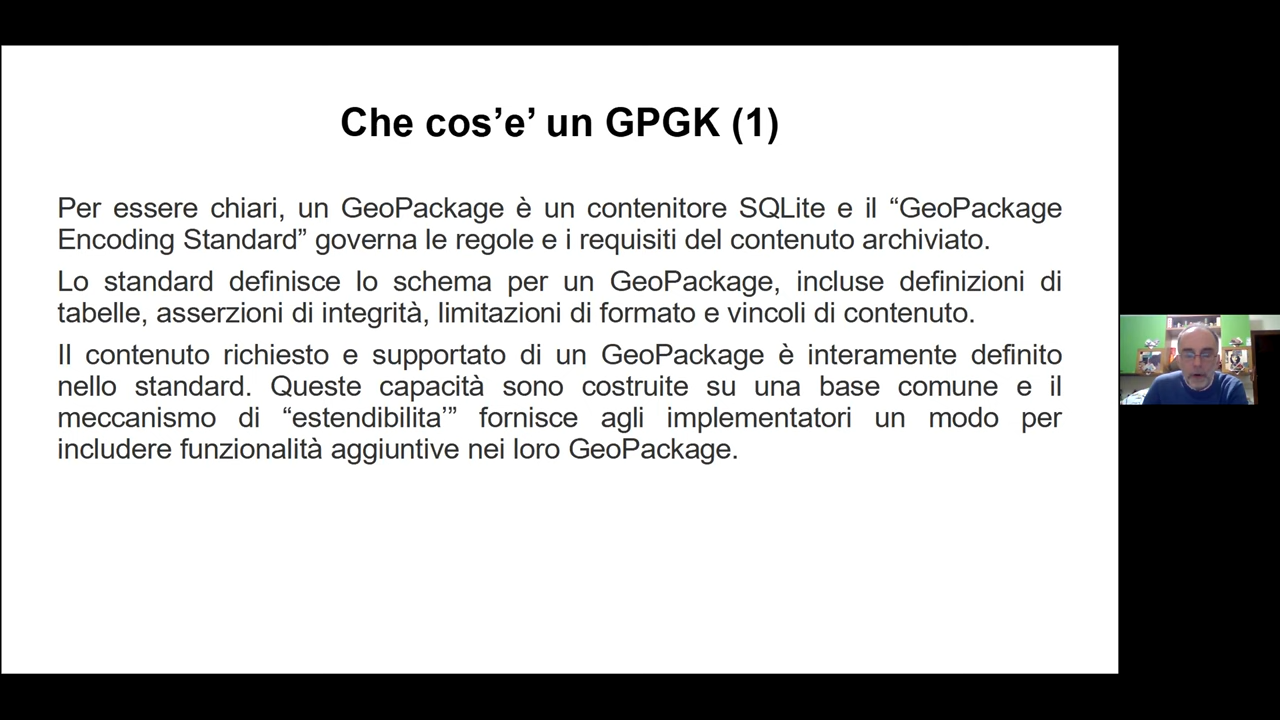 Che cos’e’ un GPGK (1)
Per essere chiari, un GeoPackage è un contenitore SQLite e il “GeoPackage
Encoding Standard” governa le regole e i requisiti del contenuto archiviato.
Lo standard definisce lo schema per un GeoPackage, incluse definizioni di
tabelle, asserzioni di integrità, limitazioni di formato e vincoli di contenuto.
Il contenuto richiesto e supportato di un GeoPackage è interamente definito
nello standard. Queste capacità sono costruite su una base comune e il
meccanismo di “estendibilita’” fornisce agli implementatori un modo per
includere funzionalità aggiuntive nei loro GeoPackage.